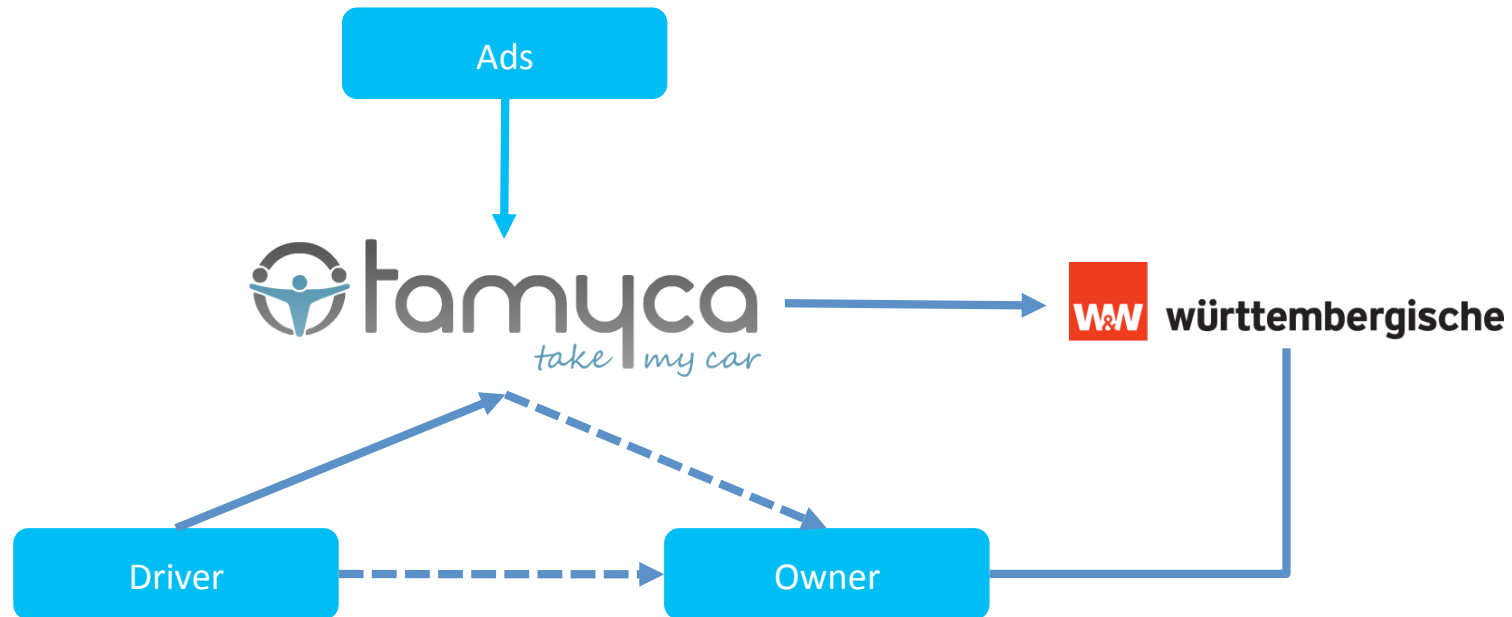 Ads
tamyca
take my car
W&W württembergische
Driver
Owner